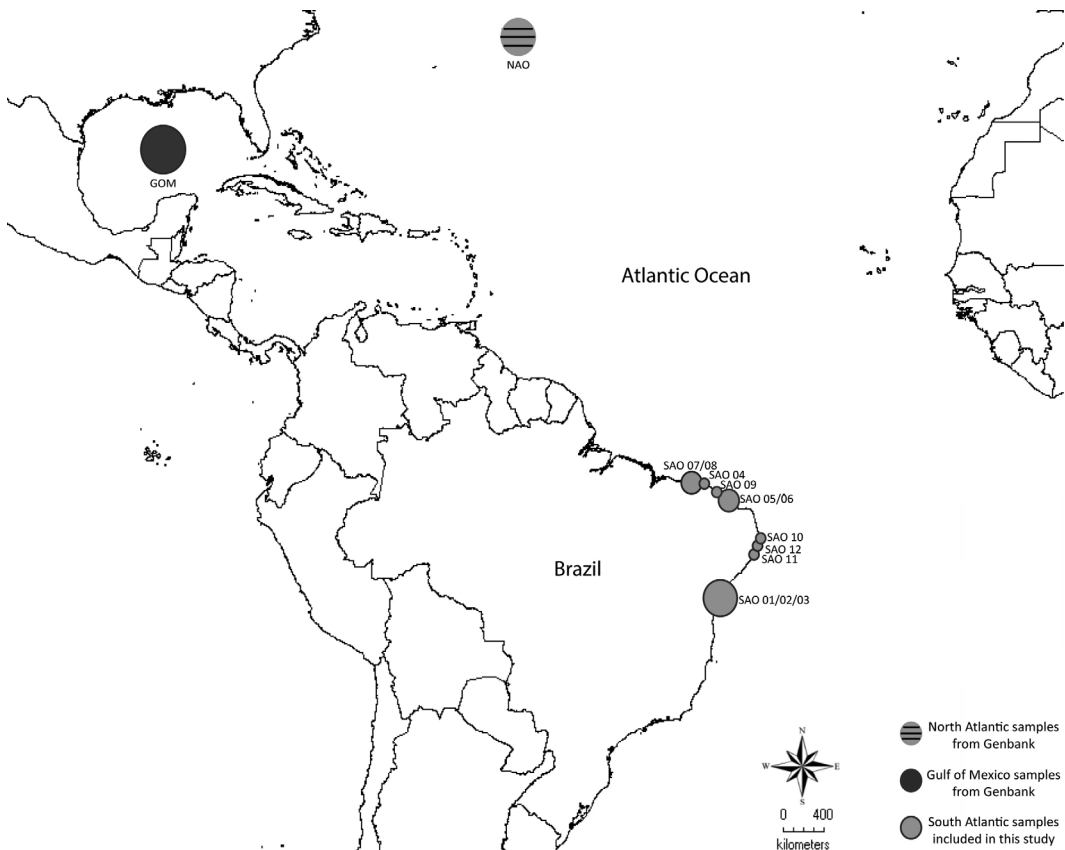 NAO
GOM
Atlantic Ocean
SAO 07/08
SAO 04
SAO 09
SAO 05/06
SAO 10
SAO 12
SAO 11
Brazil
SAO 01/02/03
North Atlantic samples
from Genbank
Gulf of Mexico samples
from Genbank
South Atlantic samples
included in this study
N
W
E
S
0 400
kilometers